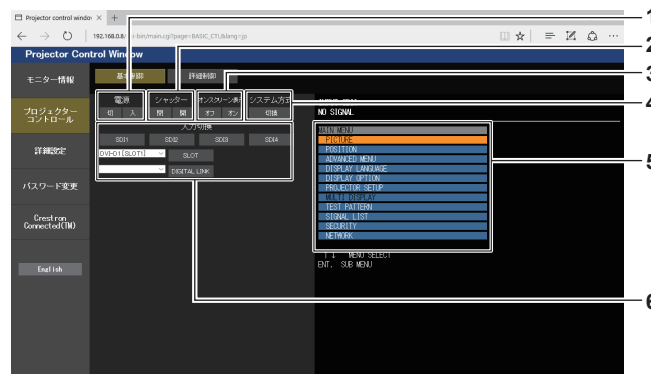 Projector control windov × +
192.168.0.8/ -bin/main.cgi?page=BASIC_CTL&lang=jp
Projector Control Window
モニター情報
プロジェクター
コントロール
詳細設定
パスワード変更
Crestron
Connected(TM)
English
基本制御 詳細制御
電源 シャッター オンスクリーン表示 システム方式
切 入 閉 開 オフ オン 切換
入力切換
SDI1 SDI2 SDI3 SDI4
DVI-D1[SLOT1] SLOT
DIGITAL LINK
NO SIGNAL
MAIN MENU
PICTURE
POSITION
ADVANCED MENU
DISPLAY LANGUAGE
DISPLAY OPTION
PROJECTOR SETUP
MULTI DISPLAY
TEST PATTERN
SIGNAL LIST
SECURITY
NETWORK
↑↓ MENU SELECT
ENT. SUB MENU
1
2
3
4
5
6